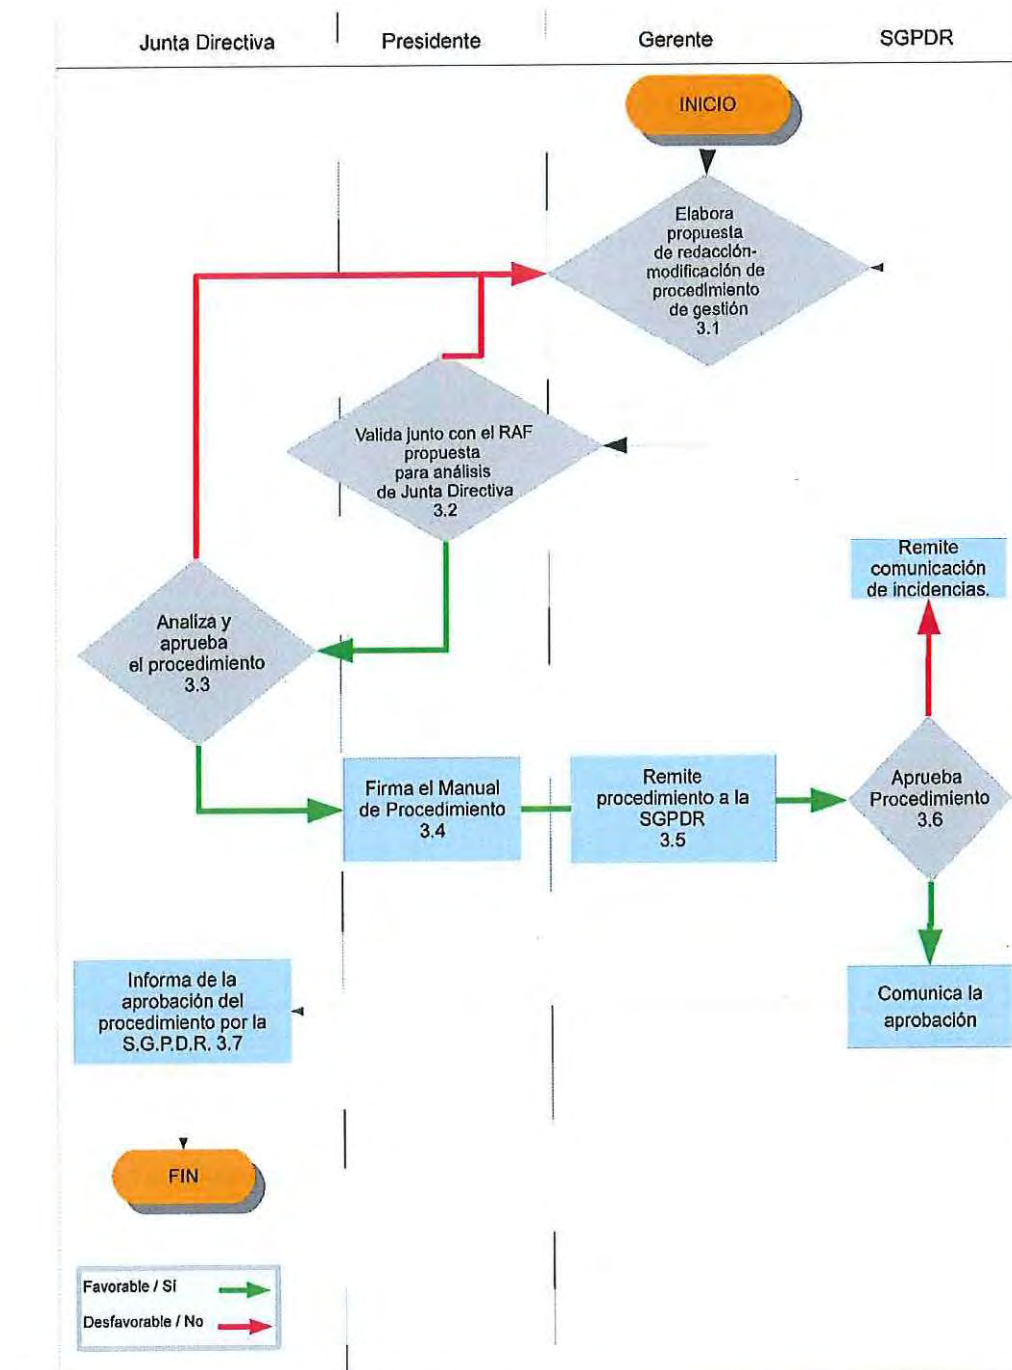 Junta Directiva
Presidente
Gerente
SGPDR
INICIO
Elabora
propuesta
de redacción-
modificación de
procedimiento
de gestión
3.1
Valida junto con el RAF
propuesta
para análisis
de Junta Directiva
3.2
Remite
comunicación
de incidencias.
Analiza y
aprueba
el procedimiento
3.3
Firma el Manual
de Procedimiento
3.4
Remite
procedimiento a la
SGPDR
3.5
Aprueba
Procedimiento
3.6
Informa de la
aprobación del
procedimiento por la
S.G.P.D.R. 3.7
Comunica la
aprobación
FIN
Favorable / Sí
Desfavorable / No